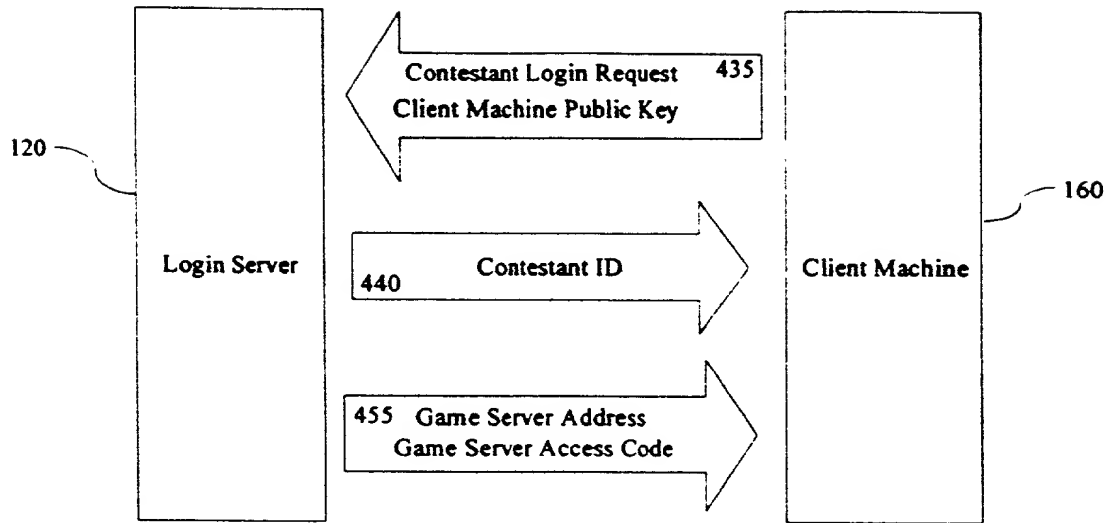 Contestant Login Request 435
Client Machine Public Key
120
160
Login Server
440 Contestant ID
Client Machine
455 Game Server Address
Game Server Access Code